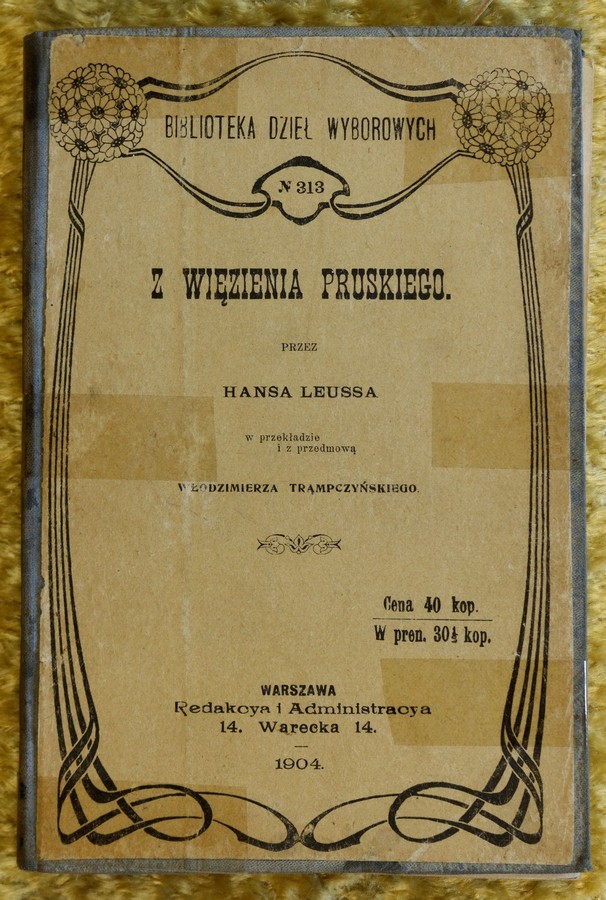 BIBLIOTEKA DZIEŁ WYBOROWYCH
№ 313
Z WIĘZIENIA PRUSKIEGO.
PRZEZ
HANSA LEUSSA
w przekładzie
i z przedmową
WŁODZIMIERZA TRĄMPCZYŃSKIEGO.
Cena 40 kop.
W pren. 30½ kop.
WARSZAWA
Redakcya i Administracya
14. Warecka 14.
1904.